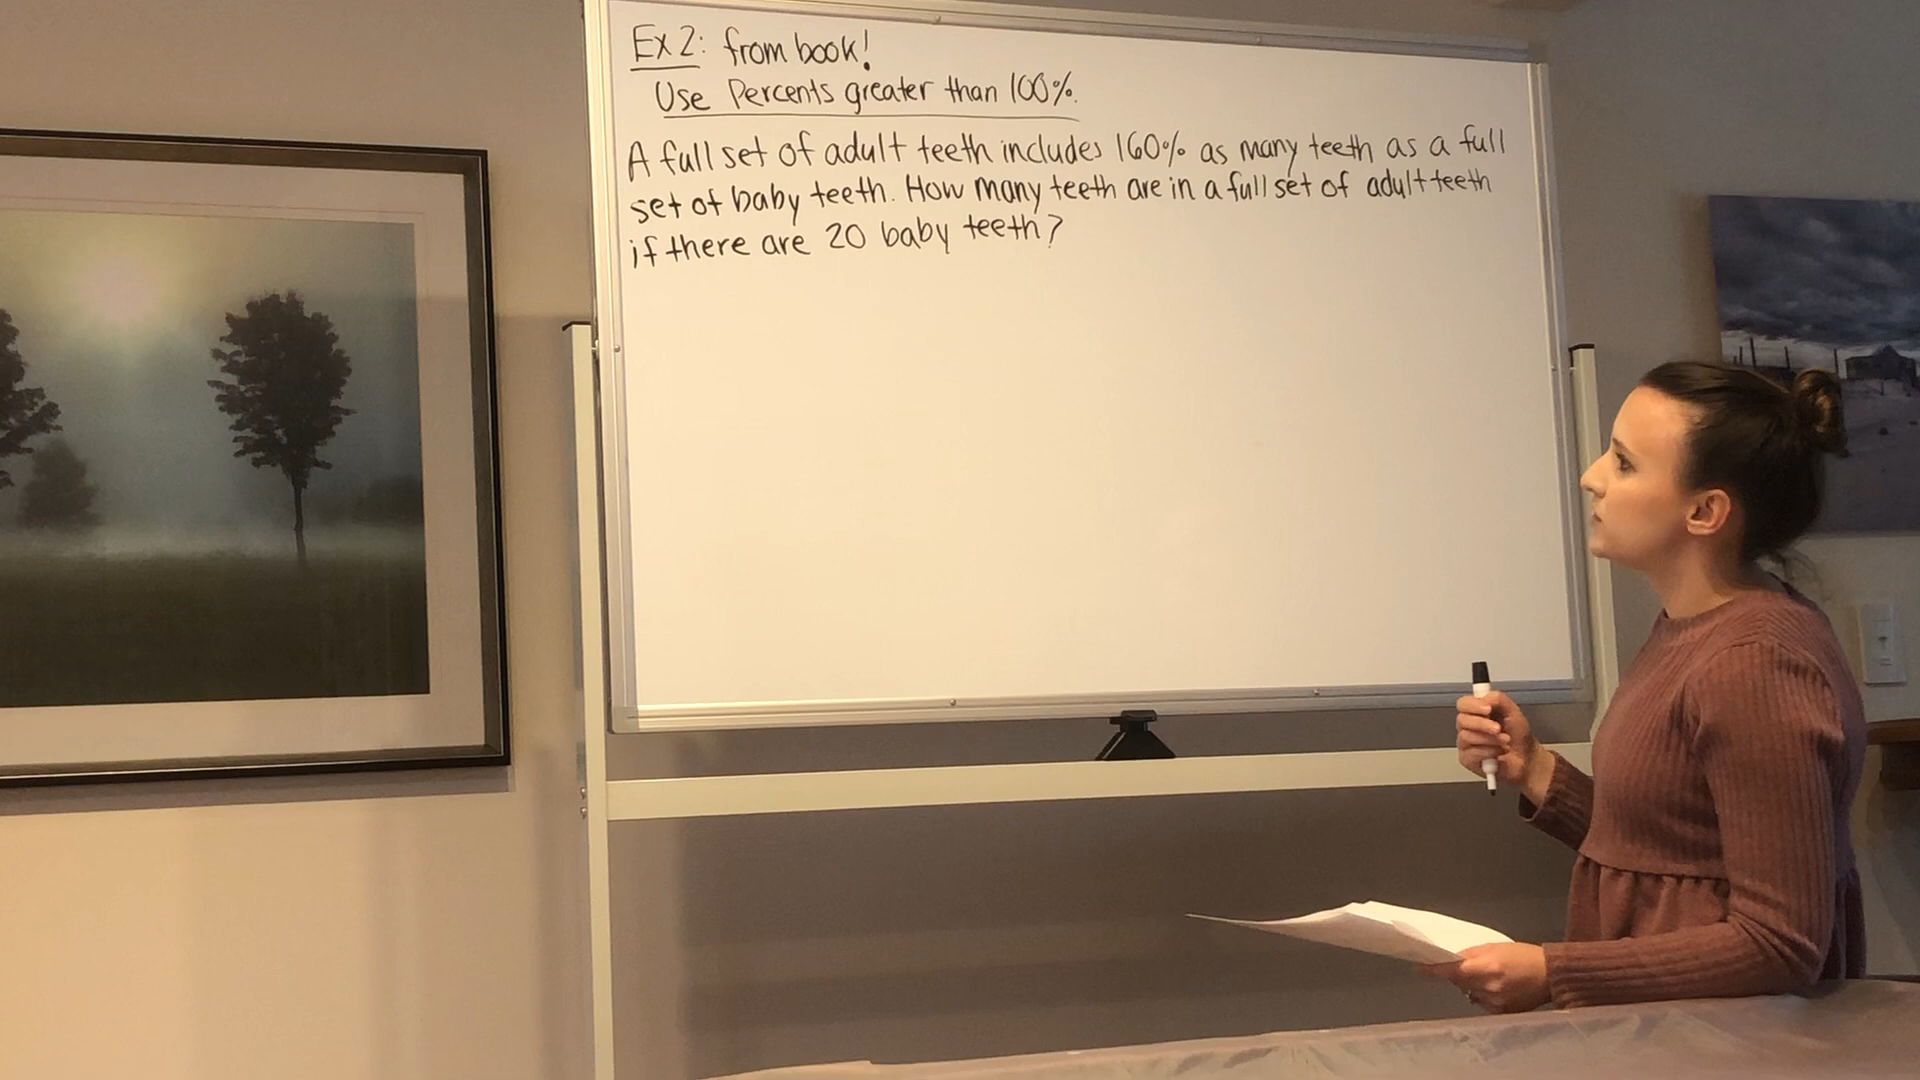 Ex 2: from book!
Use Percents greater than 100%.
A full set of adult teeth includes 160% as many teeth as a full
set of baby teeth. How many teeth are in a full set of adult teeth
if there are 20 baby teeth?